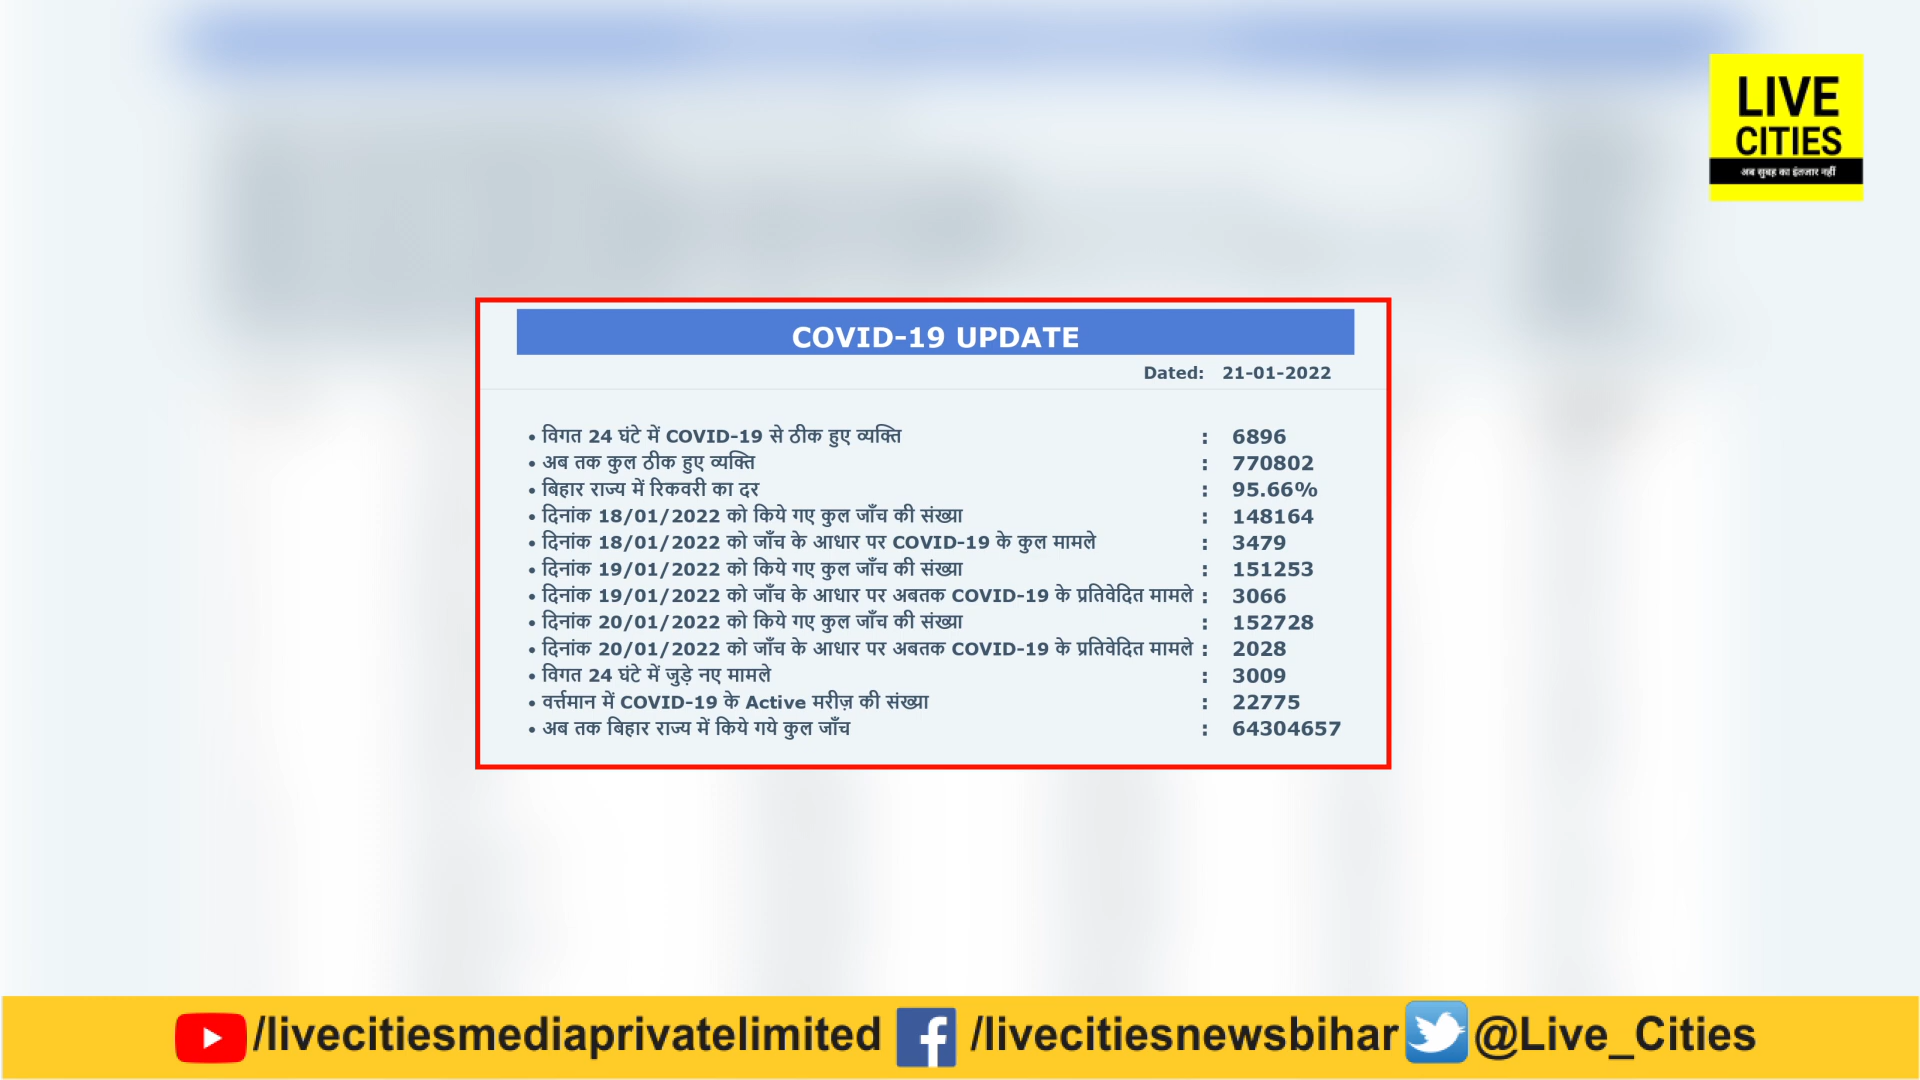 LIVE
CITIES
अब सुबह का इंतजार नहीं
COVID-19 UPDATE
Dated: 21-01-2022
• विगत 24 घंटे में COVID-19 से ठीक हुए व्यक्ति : 6896
• अब तक कुल ठीक हुए व्यक्ति : 770802
• बिहार राज्य में रिकवरी का दर : 95.66%
• दिनांक 18/01/2022 को किये गए कुल जाँच की संख्या : 148164
• दिनांक 18/01/2022 को जाँच के आधार पर COVID-19 के कुल मामले : 3479
• दिनांक 19/01/2022 को किये गए कुल जाँच की संख्या : 151253
• दिनांक 19/01/2022 को जाँच के आधार पर अबतक COVID-19 के प्रतिवेदित मामले : 3066
• दिनांक 20/01/2022 को किये गए कुल जाँच की संख्या : 152728
• दिनांक 20/01/2022 को जाँच के आधार पर अबतक COVID-19 के प्रतिवेदित मामले : 2028
• विगत 24 घंटे में जुड़े नए मामले : 3009
• वर्त्तमान में COVID-19 के Active मरीज़ की संख्या : 22775
• अब तक बिहार राज्य में किये गये कुल जाँच : 64304657
/livecitiesmediaprivatelimited /livecitiesnewsbihar @Live_Cities